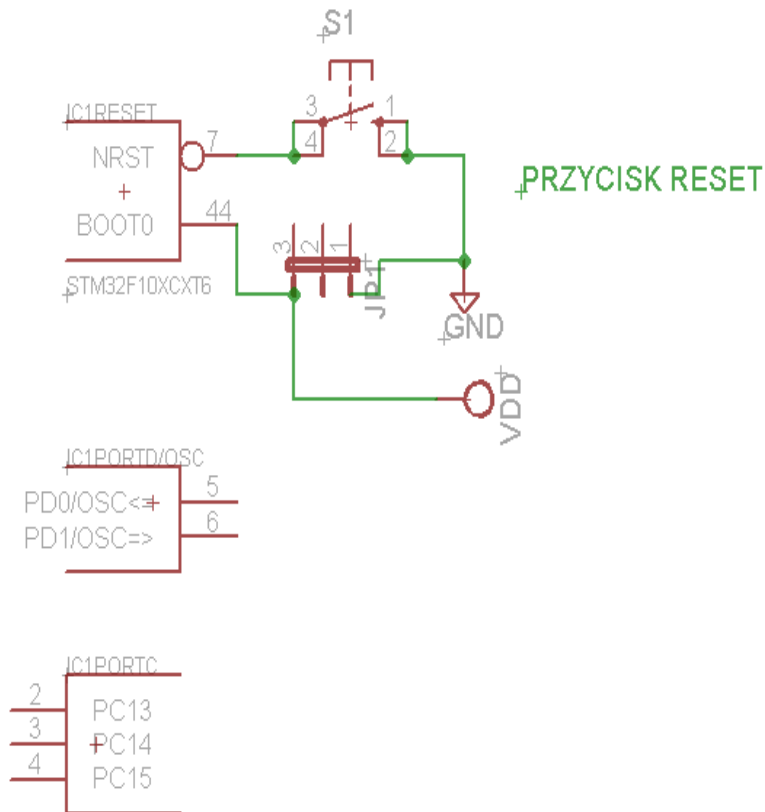 S1
IC1RESET
3
1
7
4
2
NRST
PRZYCISK RESET
44
BOOT0
3
2
1
STM32F10XCXT6
JP1
GND
VDD
IC1PORTD/OSC
PD0/OSC<=
5
PD1/OSC=>
6
IC1PORTC
2
PC13
3
PC14
4
PC15